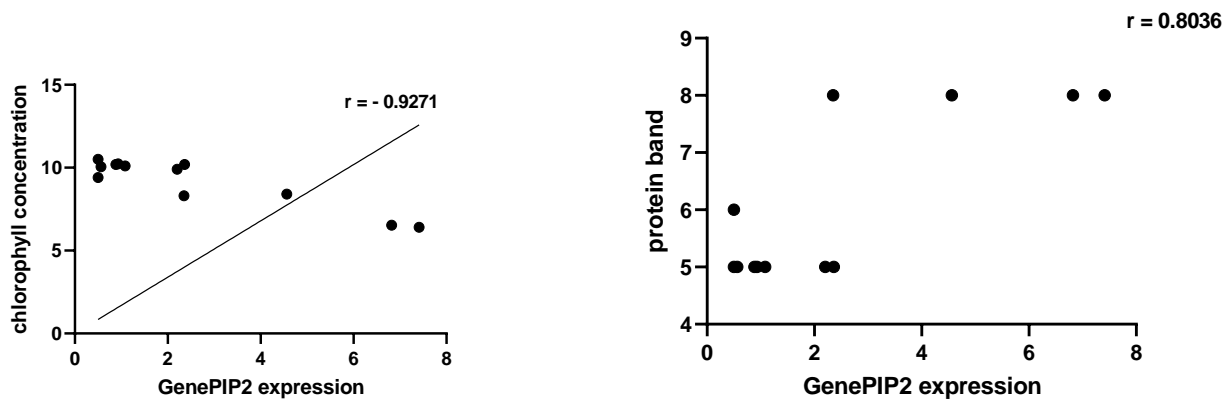 r = - 0.9271
chlorophyll concentration
15
10
5
0
0 2 4 6 8
GenePIP2 expression
r = 0.8036
protein band
9
8
7
6
5
4
0 2 4 6 8
GenePIP2 expression